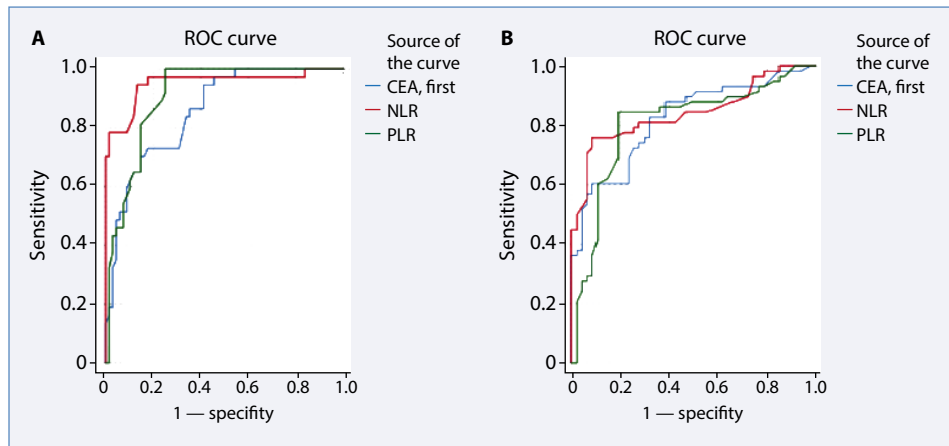 A
ROC curve
Source of
the curve
CEA, first
NLR
PLR
1.0
0.8
0.6
0.4
0.2
0
Sensitivity
0
0.2
0.4
0.6
0.8
1.0
1 — specifity
B
ROC curve
Source of
the curve
CEA, first
NLR
PLR
1.0
0.8
0.6
0.4
0.2
0
Sensitivity
0
0.2
0.4
0.6
0.8
1.0
1 — specifity